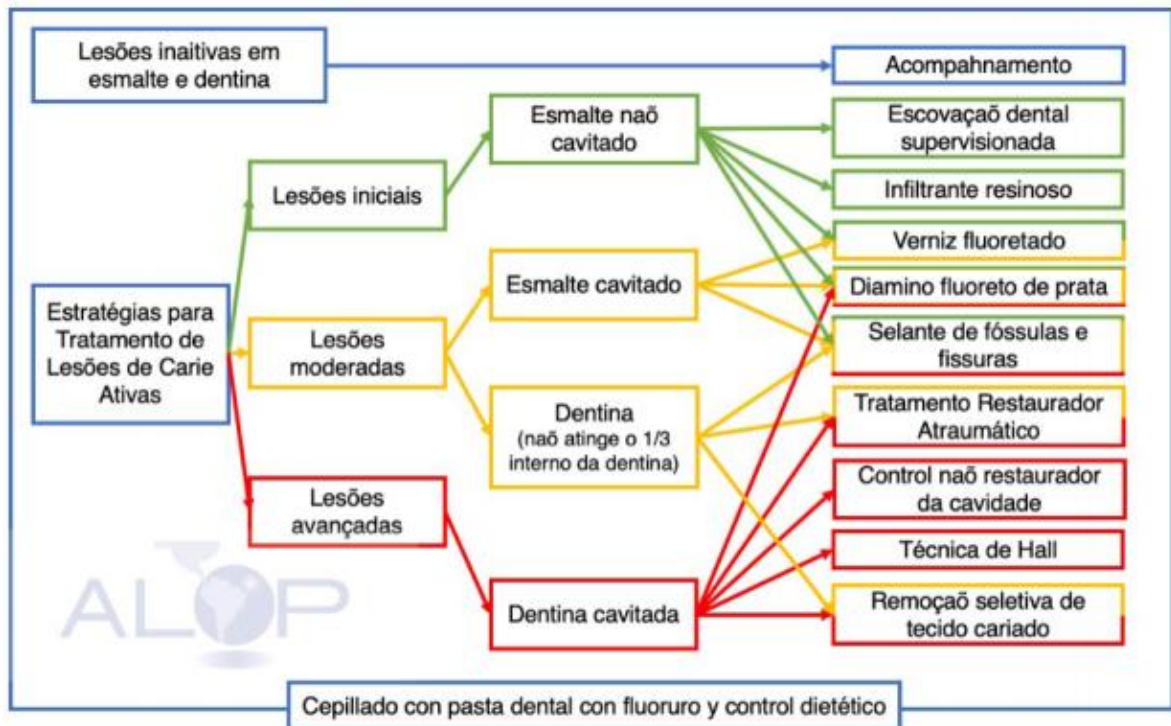 Lesões inaitivas em
esmalte e dentina
Acompahnamento
Esmalte naõ
cavitado
Escovaçaõ dental
supervisionada
Lesões iniciais
Infiltrante resinoso
Verniz fluoretado
Estratégias para
Tratamento de
Lesões de Carie
Ativas
Esmalte cavitado
Diamino fluoreto de prata
Lesões
moderadas
Selante de fóssulas e
fissuras
Dentina
(naõ atinge o 1/3
interno da dentina)
Tratamento Restaurador
Atraumático
Lesões
avançadas
Control naõ restaurador
da cavidade
Técnica de Hall
Dentina cavitada
Remoçaõ seletiva de
tecido cariado
ALOP
Cepillado con pasta dental con fluoruro y control dietético